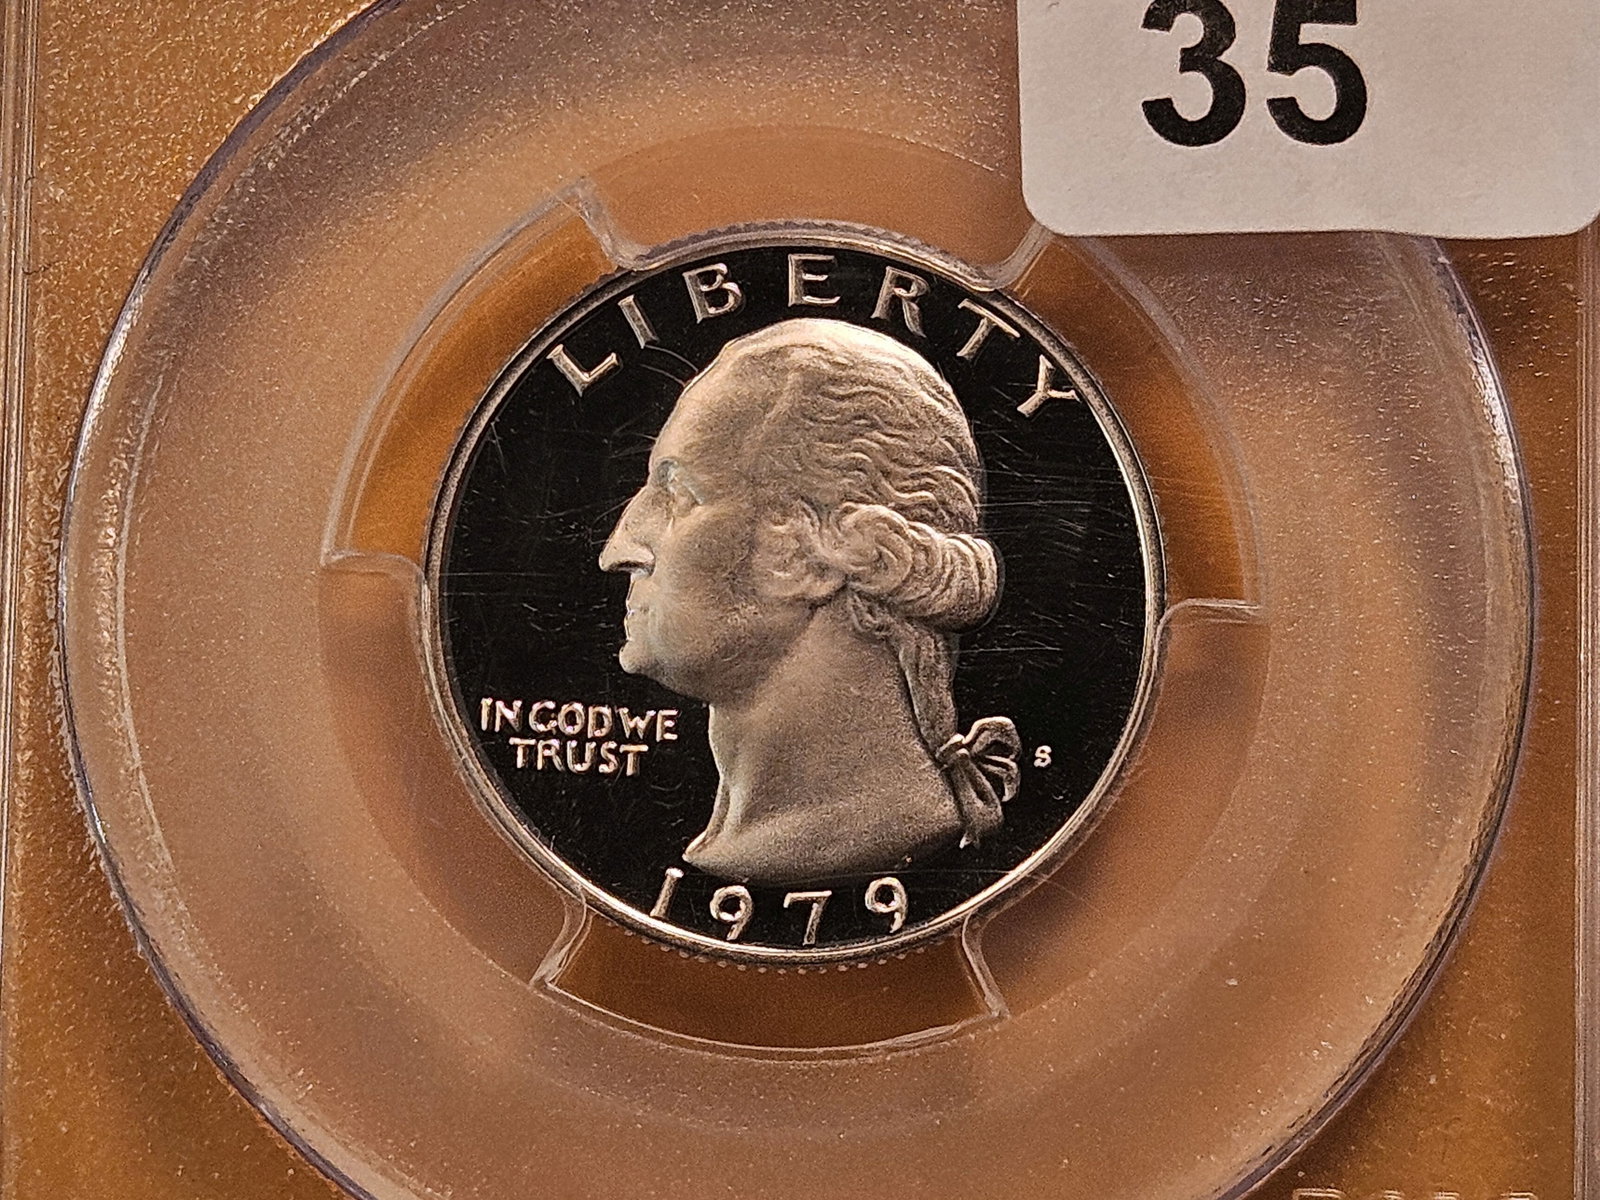 35
LIBERTY
IN GOD WE
TRUST
S
1979